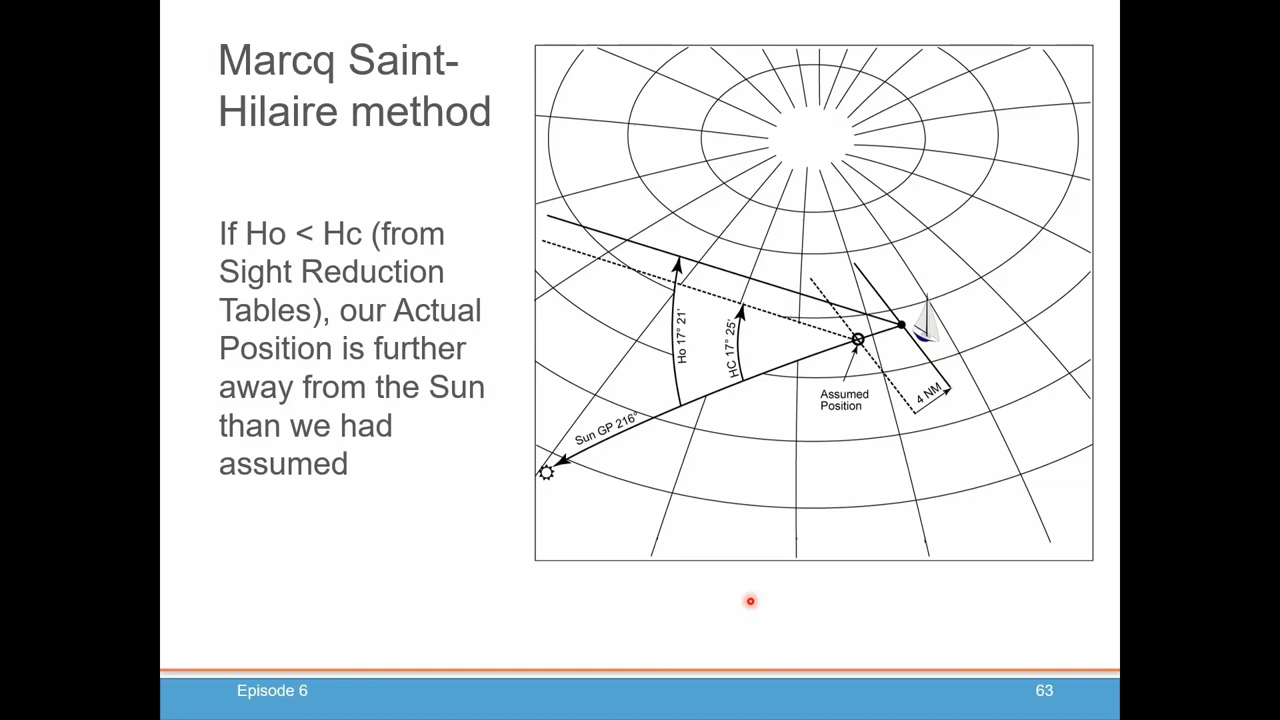 Marcq Saint-
Hilaire method
If Ho < Hc (from
Sight Reduction
Tables), our Actual
Position is further
away from the Sun
than we had
assumed
Ho 17° 21'
HC 17° 25'
Sun GP 216°
Assumed
Position
4 NM
Episode 6
63